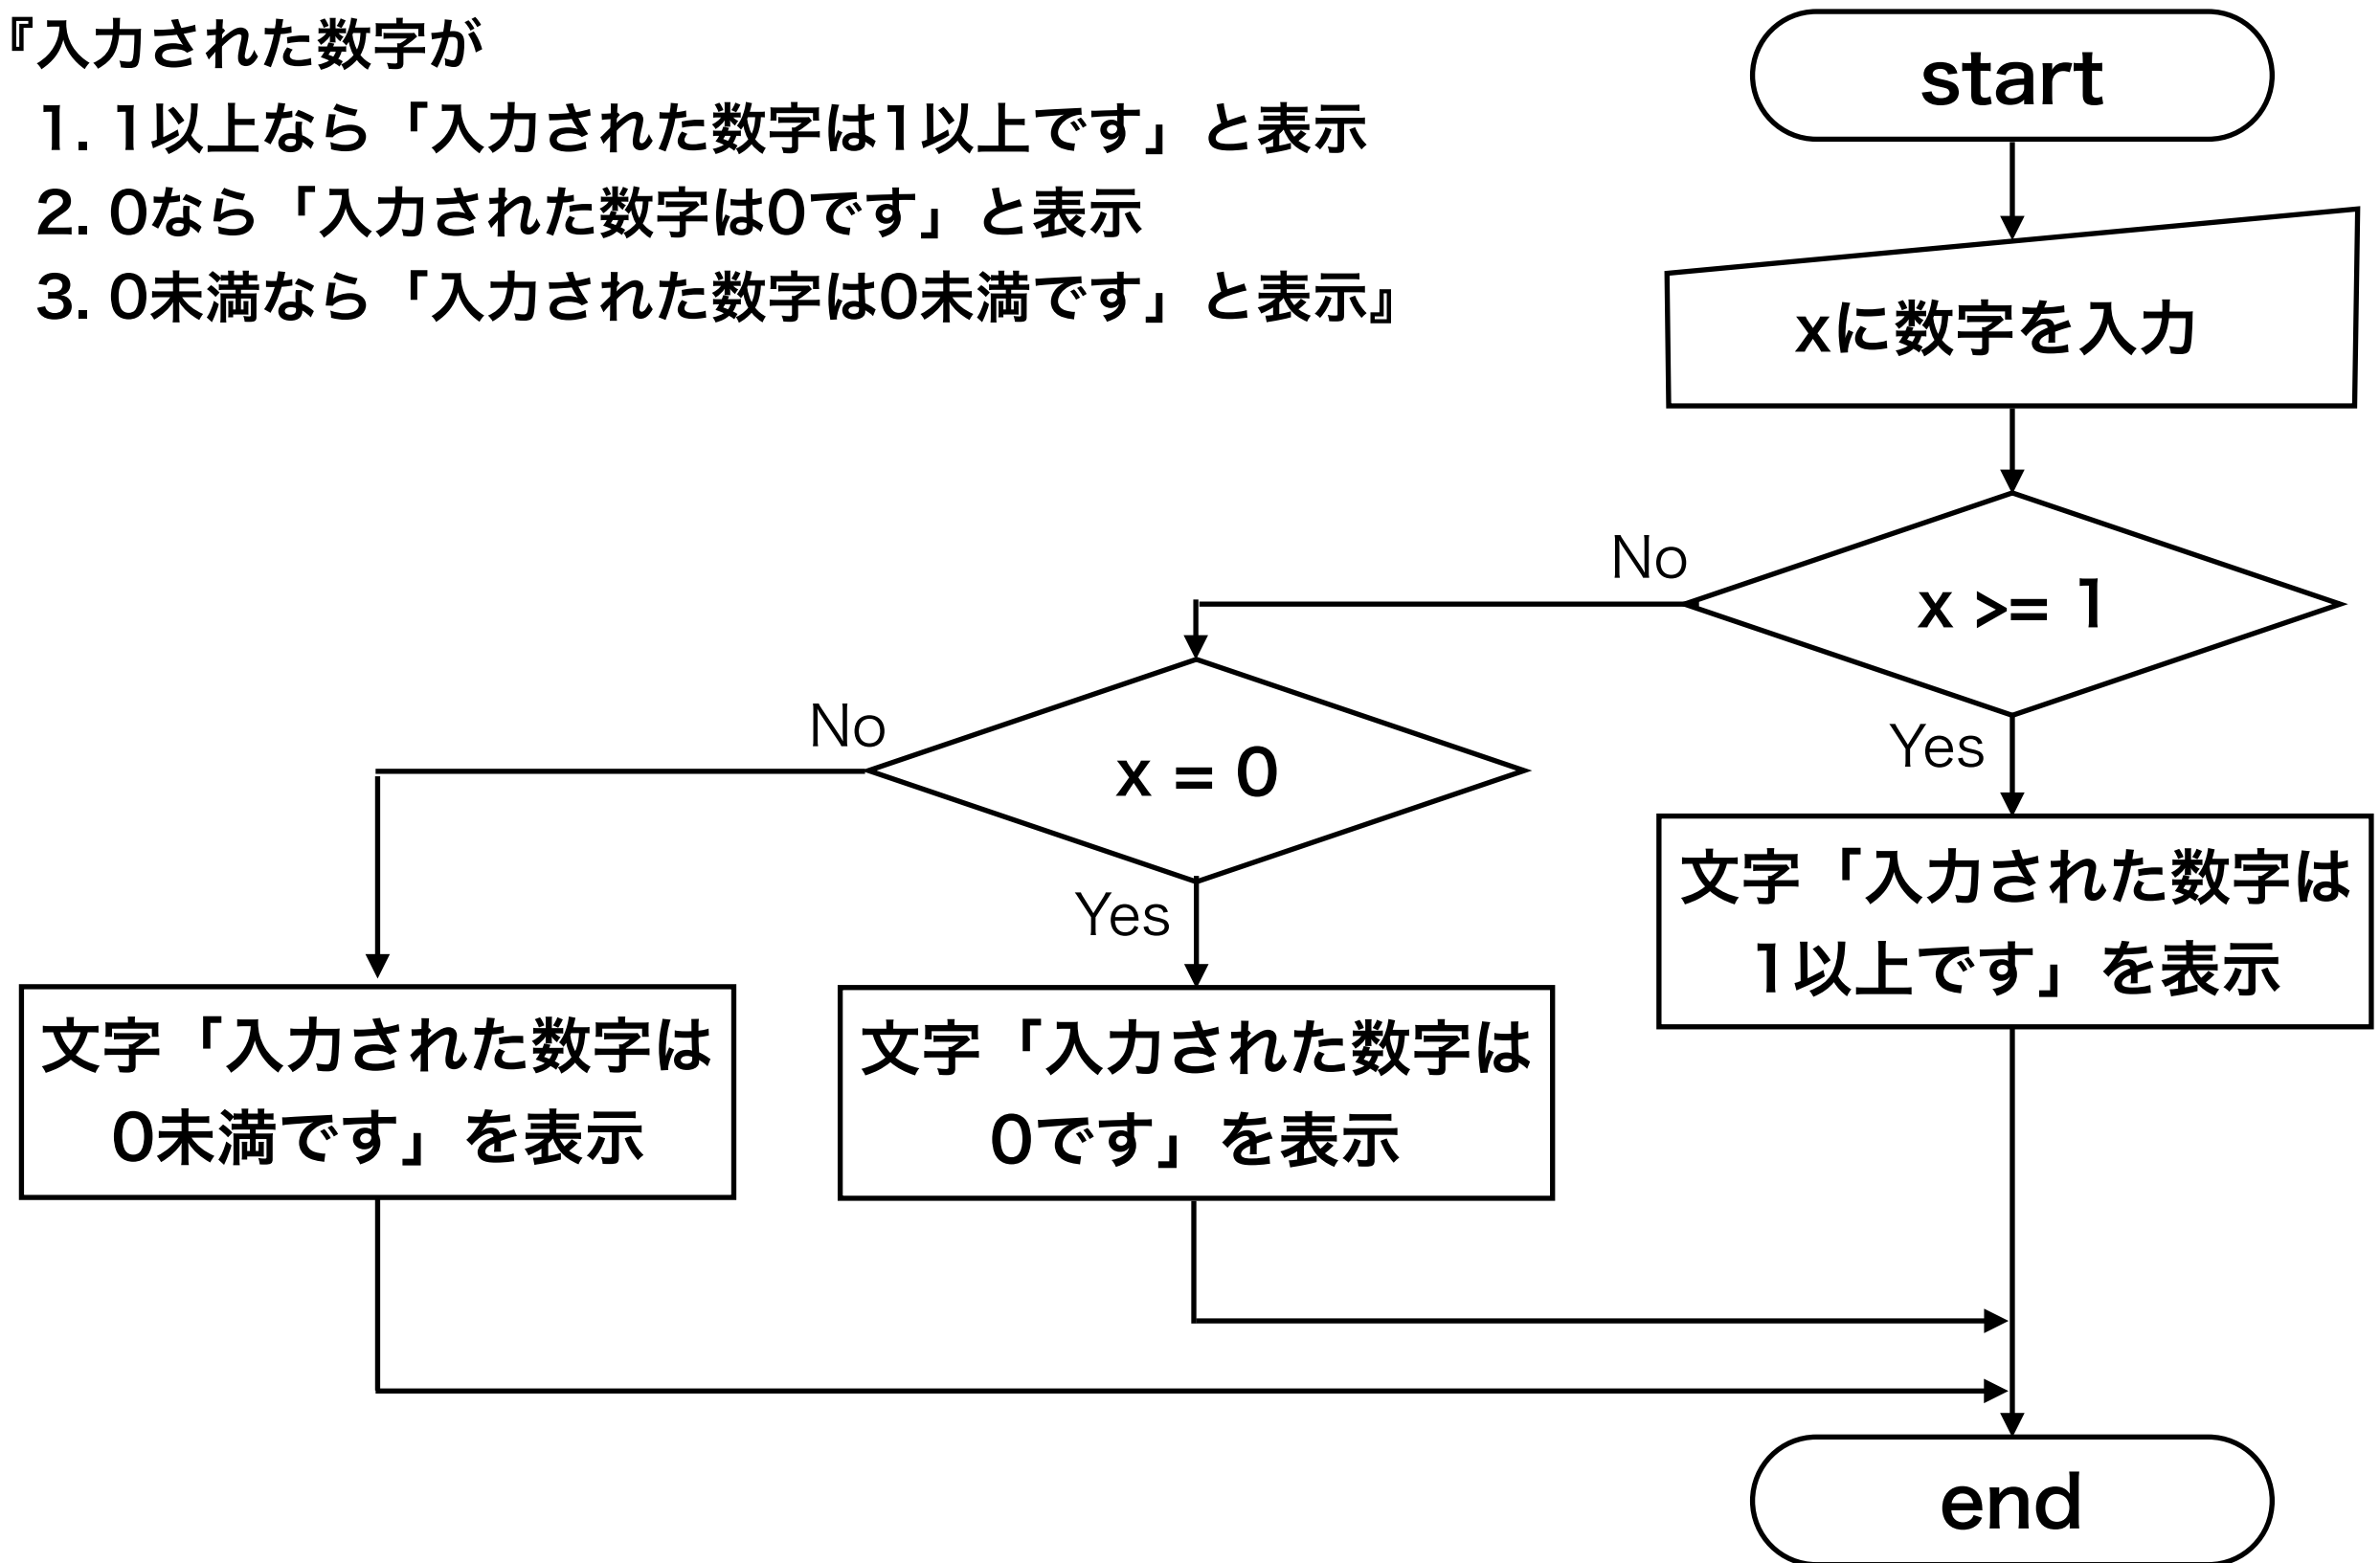 『入力された数字が
1. 1以上なら「入力された数字は1以上です」と表示
2. 0なら「入力された数字は0です」と表示
3. 0未満なら「入力された数字は0未満です」と表示』
start
xに数字を入力
No
x >= 1
No
x = 0
Yes
Yes
文字「入力された数字は
1以上です」を表示
文字「入力された数字は
0未満です」を表示
文字「入力された数字は
0です」を表示
end